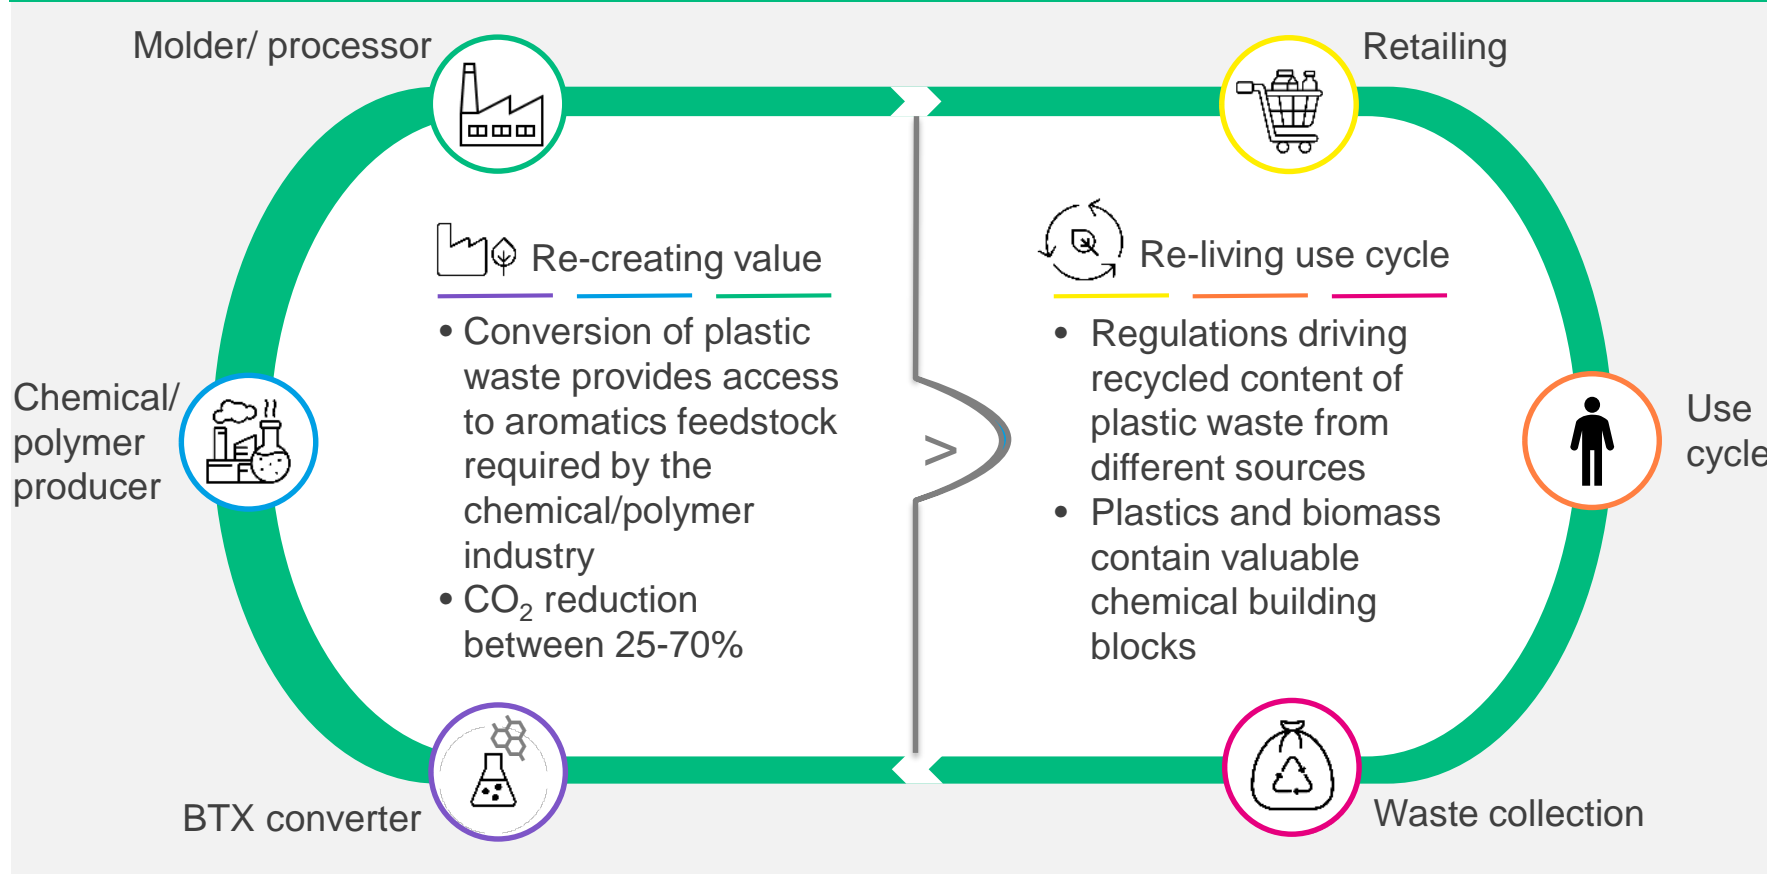 Molder/ processor
Retailing
Re-creating value
• Conversion of plastic
waste provides access
to aromatics feedstock
required by the
chemical/polymer
industry
• CO₂ reduction
between 25-70%
>
Re-living use cycle
• Regulations driving
recycled content of
plastic waste from
different sources
• Plastics and biomass
contain valuable
chemical building
blocks
Chemical/
polymer
producer
Use
cycle
BTX converter
Waste collection